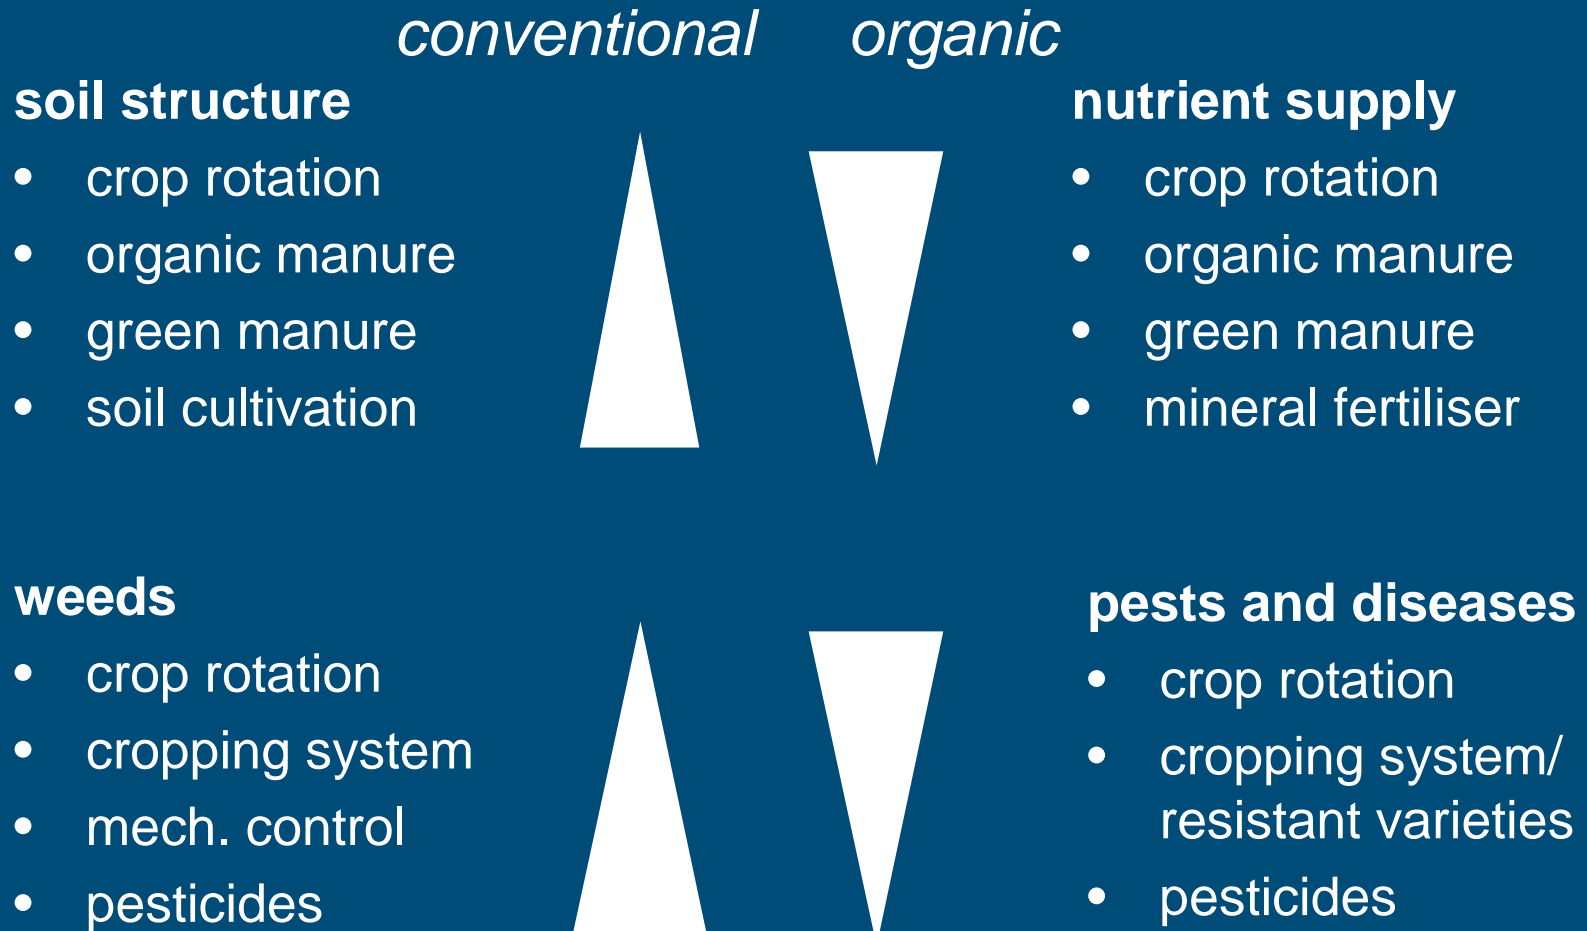 conventional organic
soil structure
• crop rotation
• organic manure
• green manure
• soil cultivation
nutrient supply
• crop rotation
• organic manure
• green manure
• mineral fertiliser
weeds
• crop rotation
• cropping system
• mech. control
• pesticides
pests and diseases
• crop rotation
• cropping system/
resistant varieties
• pesticides